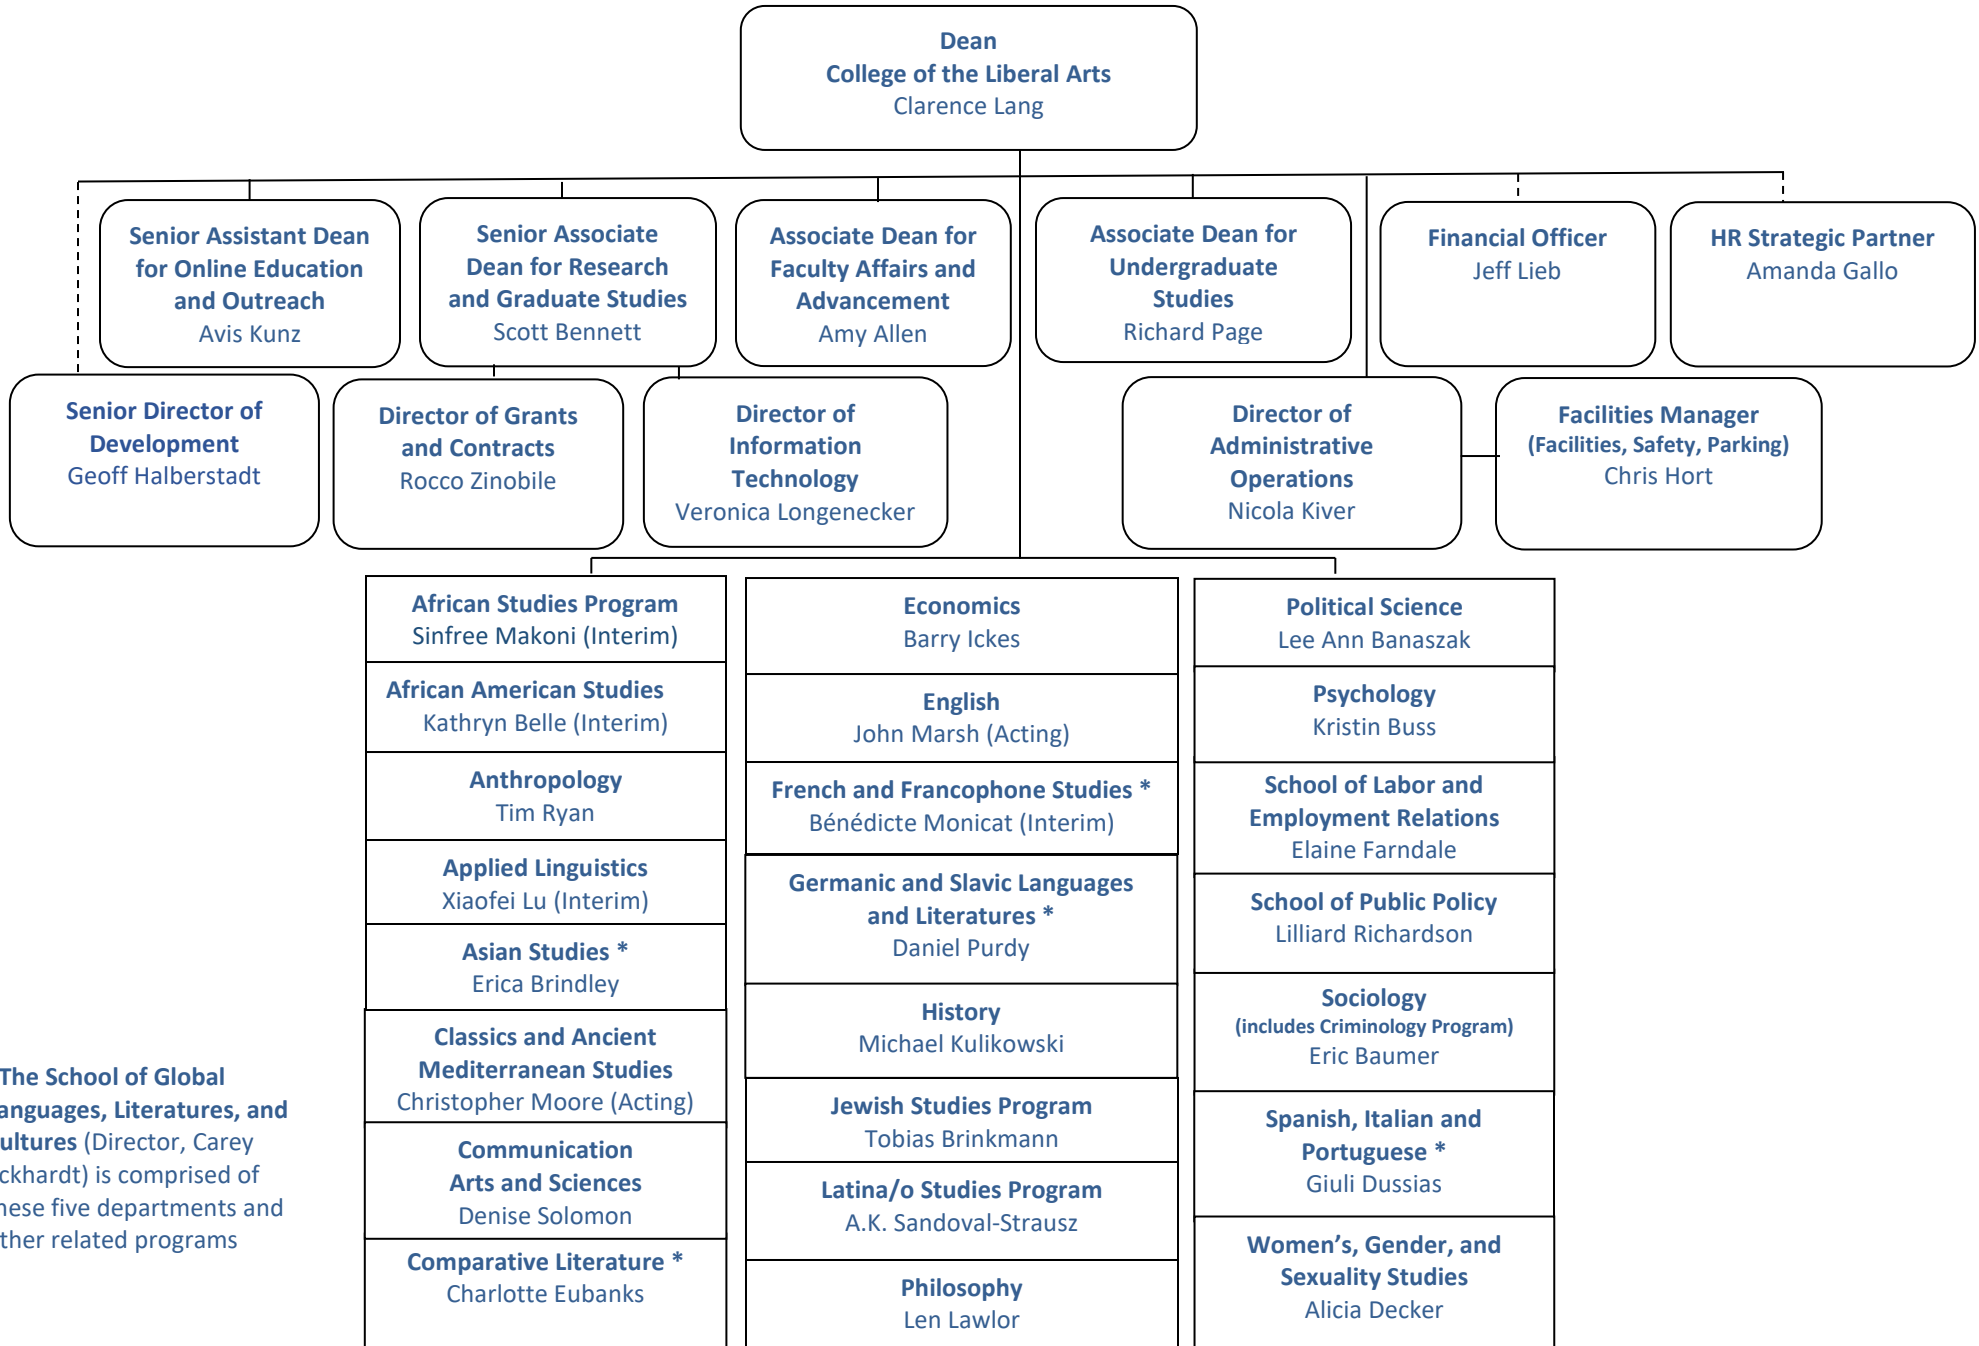 Dean
College of the Liberal Arts
Clarence Lang
Senior Assistant Dean
for Online Education
and Outreach
Avis Kunz
Senior Associate
Dean for Research
and Graduate Studies
Scott Bennett
Associate Dean for
Faculty Affairs and
Advancement
Amy Allen
Associate Dean for
Undergraduate
Studies
Richard Page
Financial Officer
Jeff Lieb
HR Strategic Partner
Amanda Gallo
Senior Director of
Development
Geoff Halberstadt
Director of Grants
and Contracts
Rocco Zinobile
Director of
Information
Technology
Veronica Longenecker
Director of
Administrative
Operations
Nicola Kiver
Facilities Manager
(Facilities, Safety, Parking)
Chris Hort
African Studies Program
Sinfree Makoni (Interim)
African American Studies
Kathryn Belle (Interim)
Anthropology
Tim Ryan
Applied Linguistics
Xiaofei Lu (Interim)
Asian Studies *
Erica Brindley
Classics and Ancient
Mediterranean Studies
Christopher Moore (Acting)
Communication
Arts and Sciences
Denise Solomon
Comparative Literature *
Charlotte Eubanks
Economics
Barry Ickes
English
John Marsh (Acting)
French and Francophone Studies *
Bénédicte Monicat (Interim)
Germanic and Slavic Languages
and Literatures *
Daniel Purdy
History
Michael Kulikowski
Jewish Studies Program
Tobias Brinkmann
Latina/o Studies Program
A.K. Sandoval-Strausz
Philosophy
Len Lawlor
Political Science
Lee Ann Banaszak
Psychology
Kristin Buss
School of Labor and
Employment Relations
Elaine Farndale
School of Public Policy
Lilliard Richardson
Sociology
(includes Criminology Program)
Eric Baumer
Spanish, Italian and
Portuguese *
Giuli Dussias
Women's, Gender, and
Sexuality Studies
Alicia Decker
The School of Global
anguages, Literatures, and
ultures (Director, Carey
ckhardt) is comprised of
hese five departments and
ther related programs